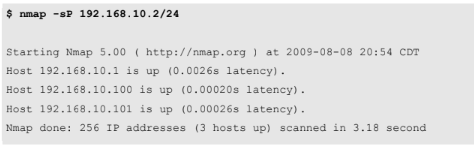 $ nmap -sP 192.168.10.2/24
Starting Nmap 5.00 ( http://nmap.org ) at 2009-08-08 20:54 CDT
Host 192.168.10.1 is up (0.0026s latency).
Host 192.168.10.100 is up (0.00020s latency).
Host 192.168.10.101 is up (0.00026s latency).
Nmap done: 256 IP addresses (3 hosts up) scanned in 3.18 second